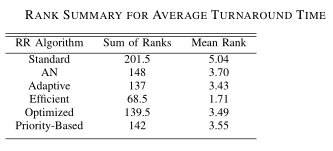 RANK SUMMARY FOR AVERAGE TURNAROUND TIME
RR Algorithm Sum of Ranks Mean Rank
Standard 201.5 5.04
AN 148 3.70
Adaptive 137 3.43
Efficient 68.5 1.71
Optimized 139.5 3.49
Priority-Based 142 3.55